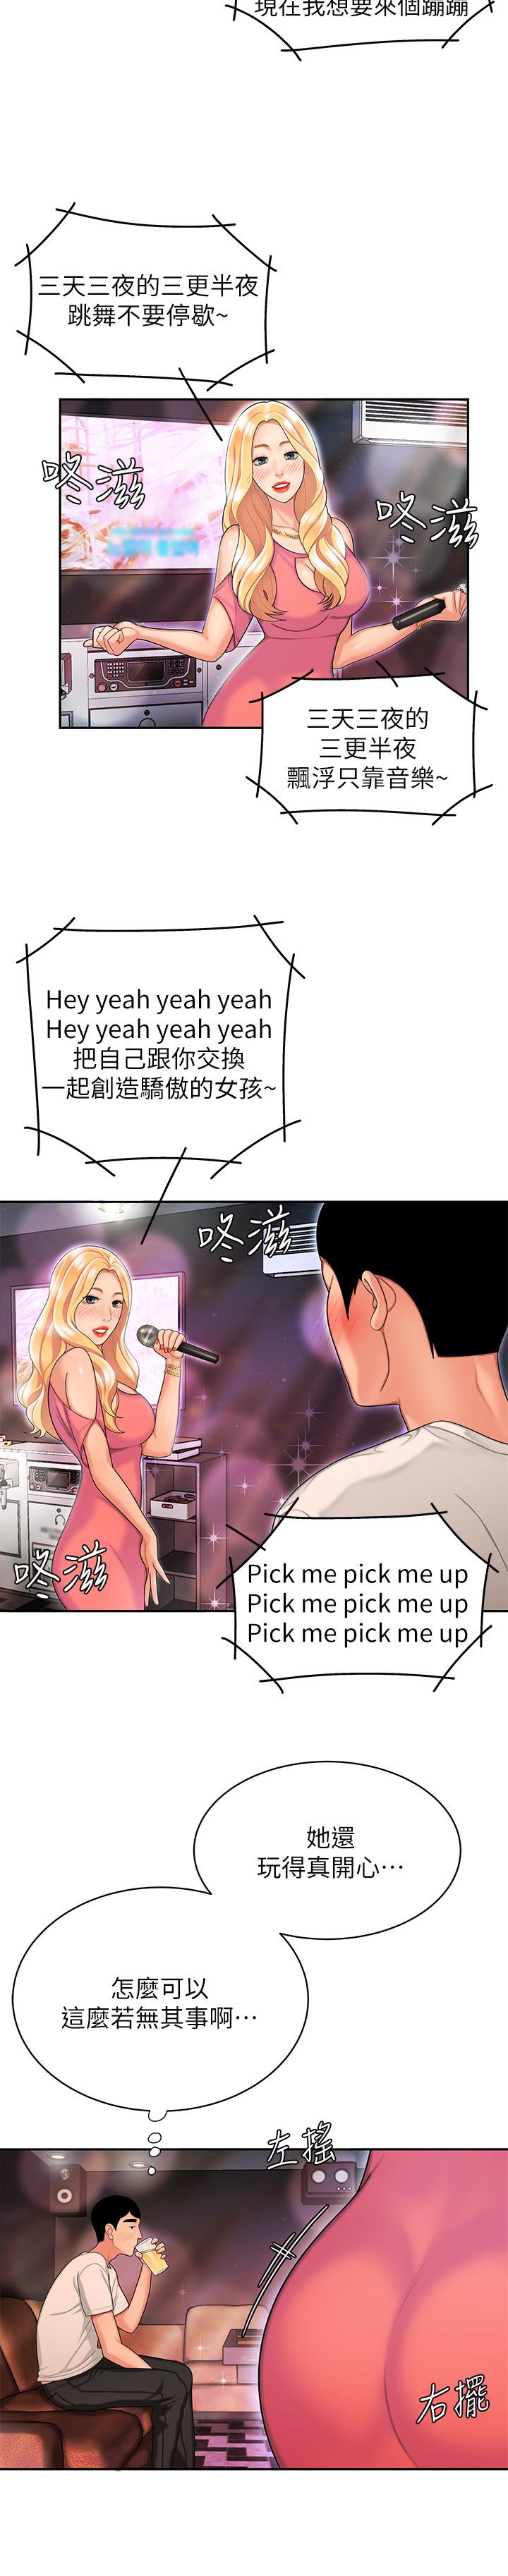 現在我想要來個蹦蹦
三天三夜的三更半夜
跳舞不要停歇~
咚滋
咚滋
三天三夜的
三更半夜
飄浮只靠音樂~
Hey yeah yeah yeah
Hey yeah yeah yeah
把自己跟你交換
一起創造驕傲的女孩~
咚滋
咚滋
Pick me pick me up
Pick me pick me up
Pick me pick me up
她還
玩得真開心…
怎麼可以
這麼若無其事啊…
左搖
右擺